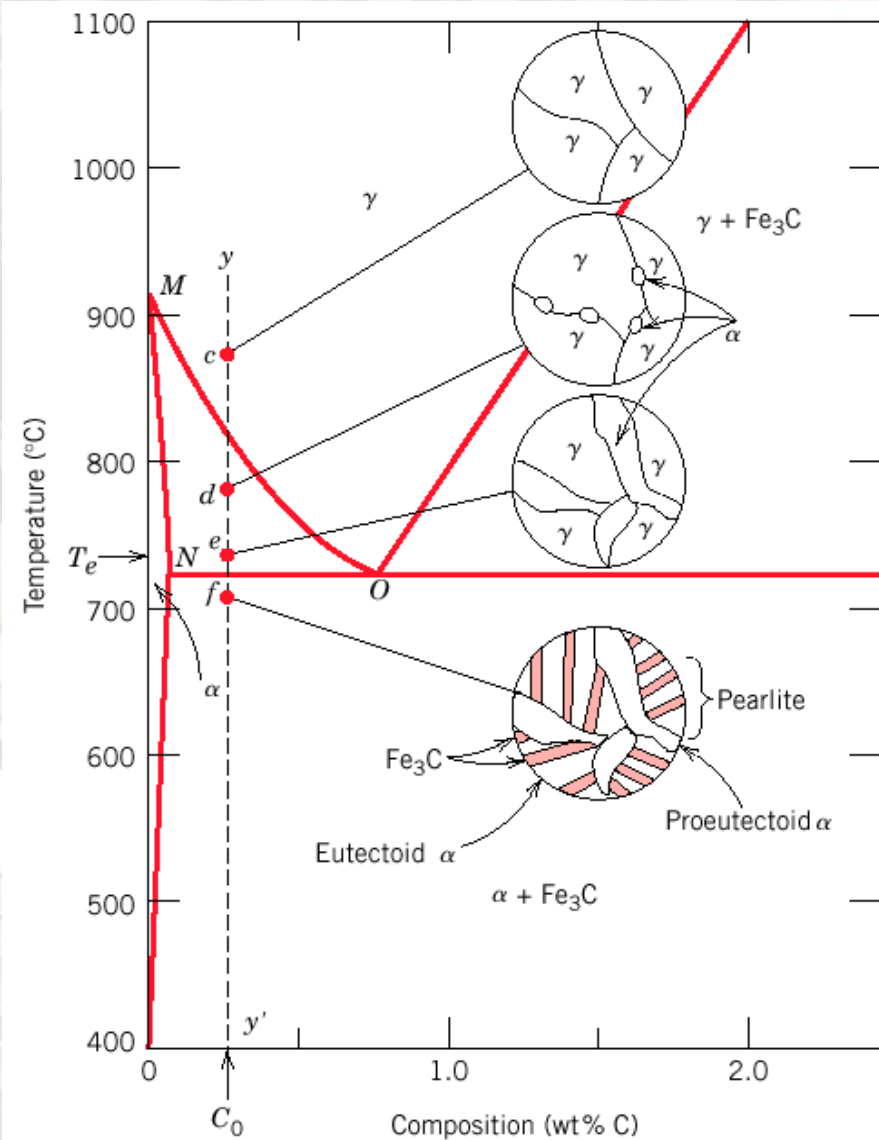 1100
γ
γ
γ
γ
1000
γ
γ + Fe₃C
y
γ
γ
M
900
γ
γ
α
c
Temperature (°C)
800
γ
γ
d
γ
γ
e
Tₑ
N
O
f
700
α
Pearlite
Fe₃C
600
Proeutectoid α
Eutectoid α
α + Fe₃C
500
y'
400
0
1.0
2.0
C₀
Composition (wt% C)